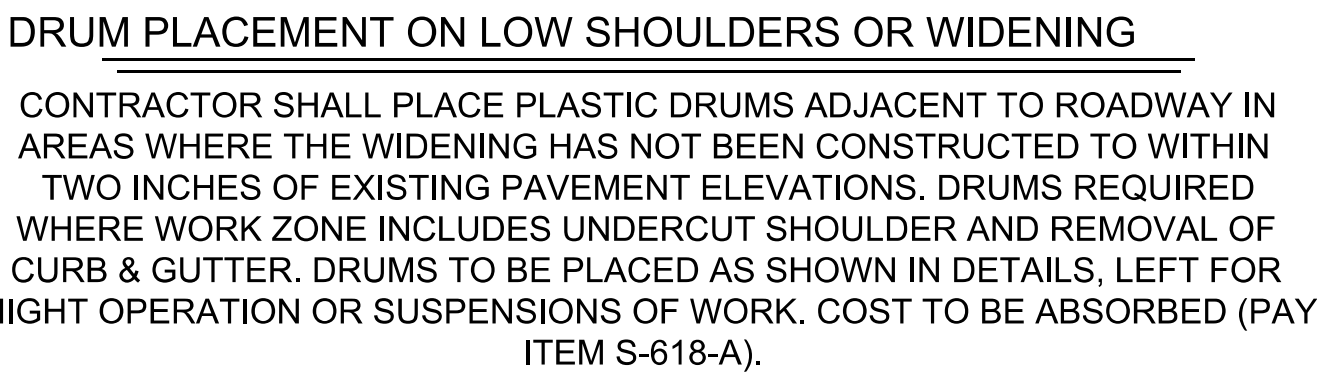 DRUM PLACEMENT ON LOW SHOULDERS OR WIDENING
CONTRACTOR SHALL PLACE PLASTIC DRUMS ADJACENT TO ROADWAY IN
AREAS WHERE THE WIDENING HAS NOT BEEN CONSTRUCTED TO WITHIN
TWO INCHES OF EXISTING PAVEMENT ELEVATIONS. DRUMS REQUIRED
WHERE WORK ZONE INCLUDES UNDERCUT SHOULDER AND REMOVAL OF
CURB & GUTTER. DRUMS TO BE PLACED AS SHOWN IN DETAILS, LEFT FOR
NIGHT OPERATION OR SUSPENSIONS OF WORK. COST TO BE ABSORBED (PAY
ITEM S-618-A).